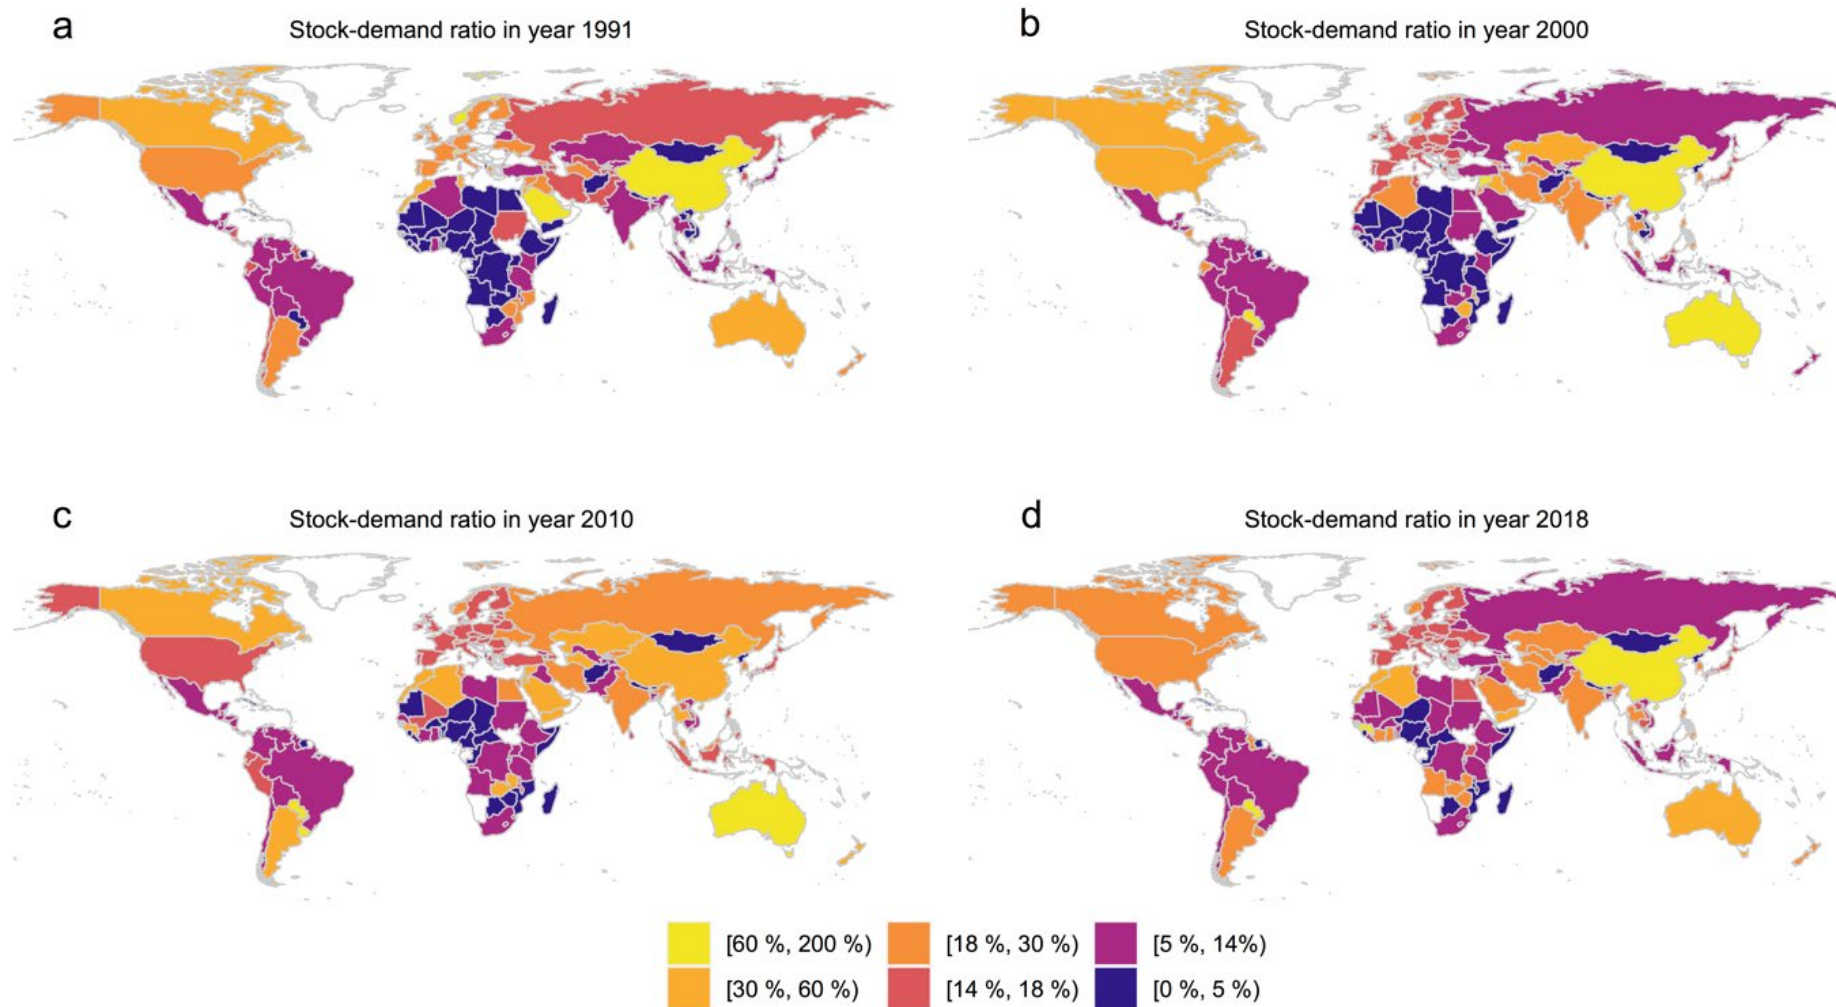 a
Stock-demand ratio in year 1991
b
Stock-demand ratio in year 2000
c
Stock-demand ratio in year 2010
d
Stock-demand ratio in year 2018
[60 %, 200 %)
[18 %, 30 %)
[5 %, 14%)
[30 %, 60 %)
[14 %, 18 %)
[0 %, 5 %)